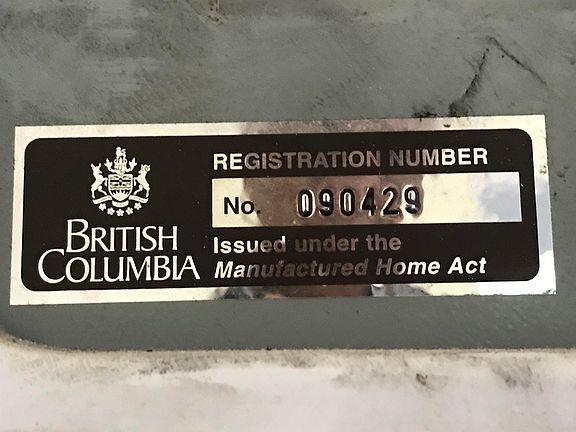 REGISTRATION NUMBER
No. 090429
BRITISH
COLUMBIA
Issued under the
Manufactured Home Act